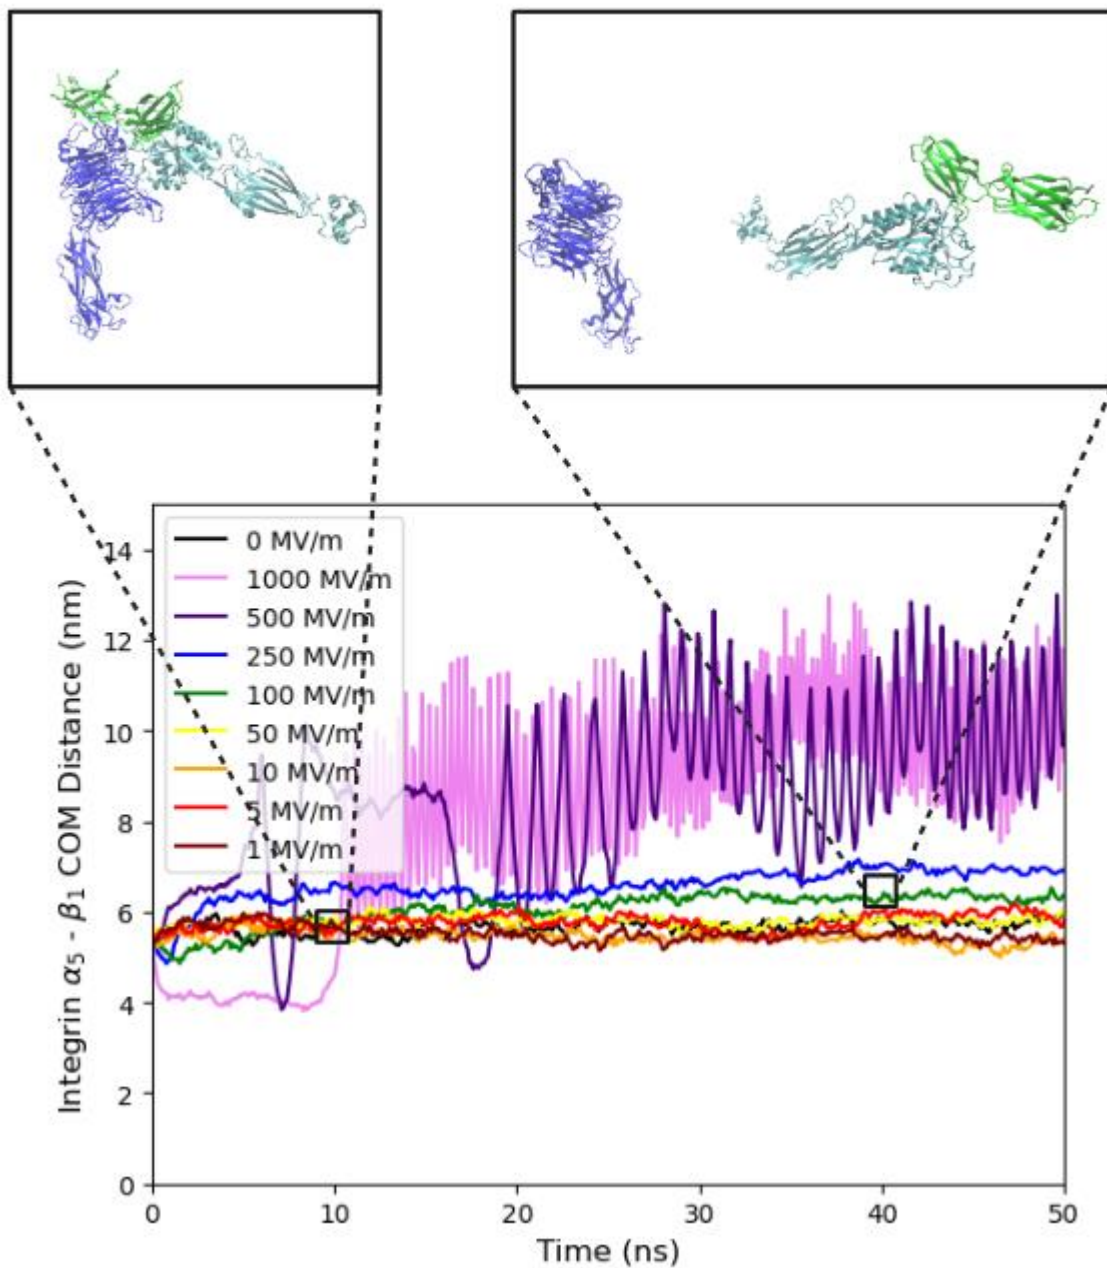 0 MV/m
1000 MV/m
500 MV/m
250 MV/m
100 MV/m
50 MV/m
10 MV/m
5 MV/m
1 MV/m
14
12
10
8
6
4
2
0
Integrin α₅ - β₁ COM Distance (nm)
0 10 20 30 40 50
Time (ns)